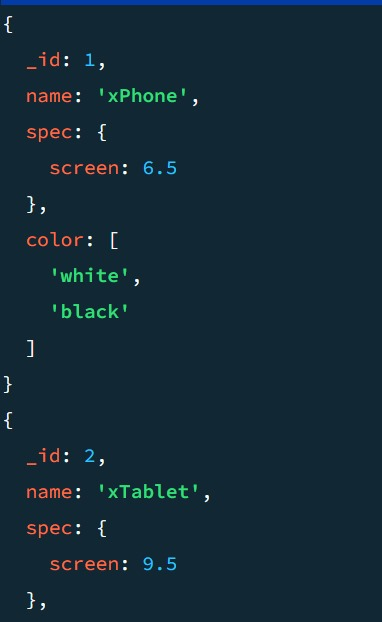 {
  _id: 1,
  name: 'xPhone',
  spec: {
    screen: 6.5
  },
  color: [
    'white',
    'black'
  ]
}
{
  _id: 2,
  name: 'xTablet',
  spec: {
    screen: 9.5
  },